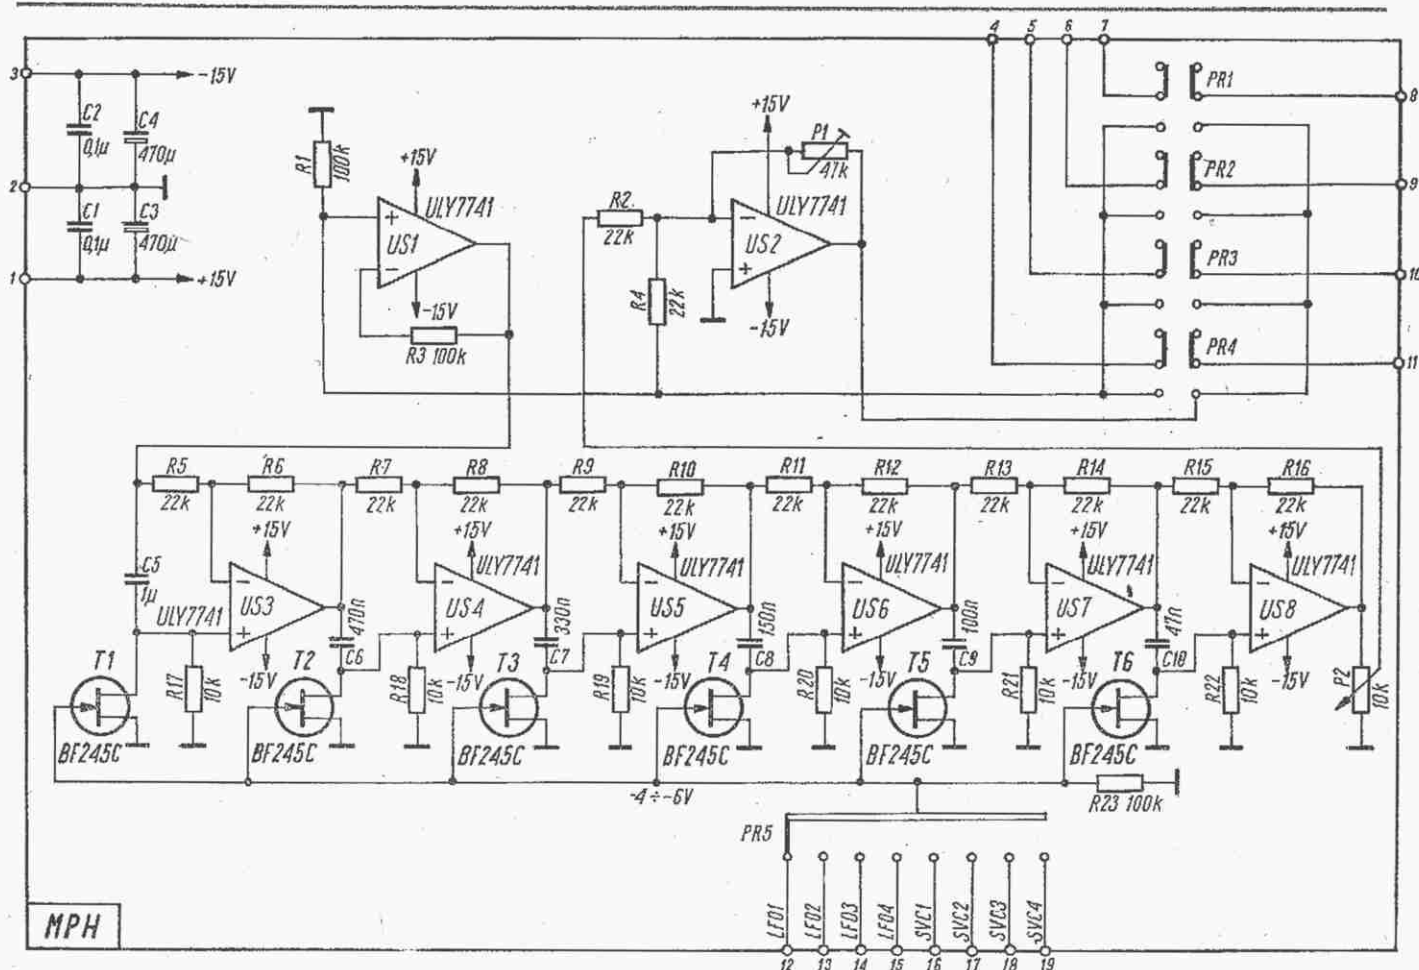 4 5 6 7
3 -15V
C2 0,1µ C4 470µ
2
C1 0,1µ C3 470µ
1 +15V
R1 100k
+15V
ULY7741
US1
+
-
-15V
R3 100k
R2 22k
R4 22k
+15V
P1 47k
ULY7741
US2
-
+
-15V
PR1 8
PR2 9
PR3 10
PR4 11
R5 R6 R7 R8 R9 R10 R11 R12 R13 R14 R15 R16
22k 22k 22k 22k 22k 22k 22k 22k 22k 22k 22k 22k
+15V +15V +15V +15V +15V +15V
ULY7741 ULY7741 ULY7741 ULY7741 ULY7741 ULY7741
C5 1µ
US3 US4 US5 US6 US7 US8
- - - - - -
+ + + + + +
470n C6
330n C7
150n C8
100n C9
47n C10
-15V -15V -15V -15V -15V -15V
T1 T2 T3 T4 T5 T6
R17 10k R18 10k R19 10k R20 10k R21 10k R22 10k
P2 10k
BF245C BF245C BF245C BF245C BF245C BF245C
-4÷-6V
R23 100k
PR5
LFO1 LFO2 LFO3 LFO4 SVC1 SVC2 SVC3 SVC4
12 13 14 15 16 17 18 19
MPH